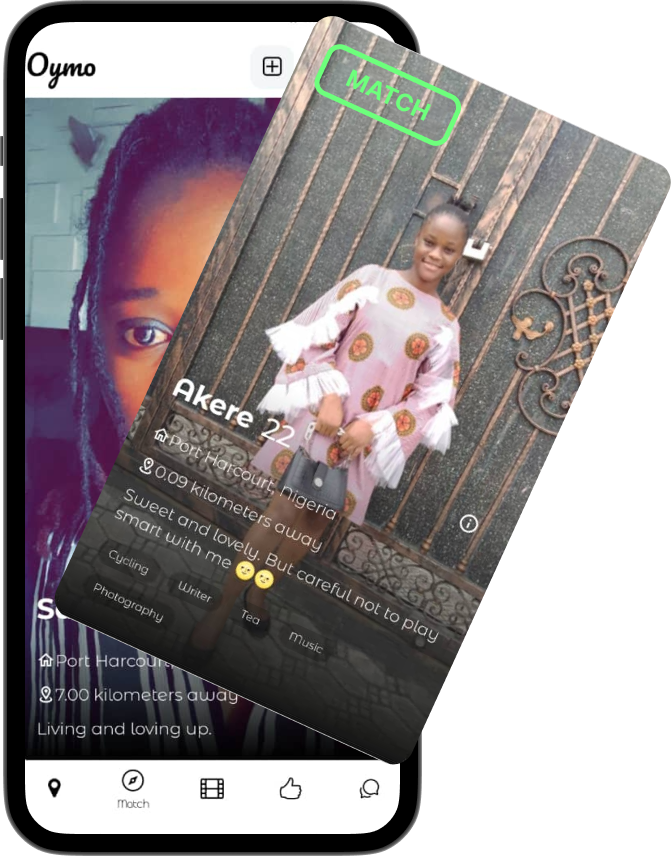 Oymo
MATCH
Akere 22
Port Harcourt, Nigeria
0.09 kilometers away
Sweet and lovely. But careful not to play
smart with me 🌝🌝
Cycling
Writer
Tea
Music
Photography
Port Harcourt,
7.00 kilometers away
Living and loving up.
Match